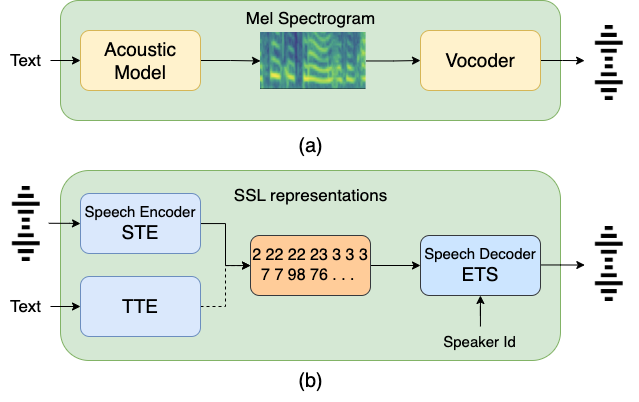 Mel Spectrogram
Text
Acoustic
Model
Vocoder
(a)
SSL representations
Speech Encoder
STE
2 22 22 23 3 3 3
7 7 98 76 . . .
Speech Decoder
ETS
Text
TTE
Speaker Id
(b)